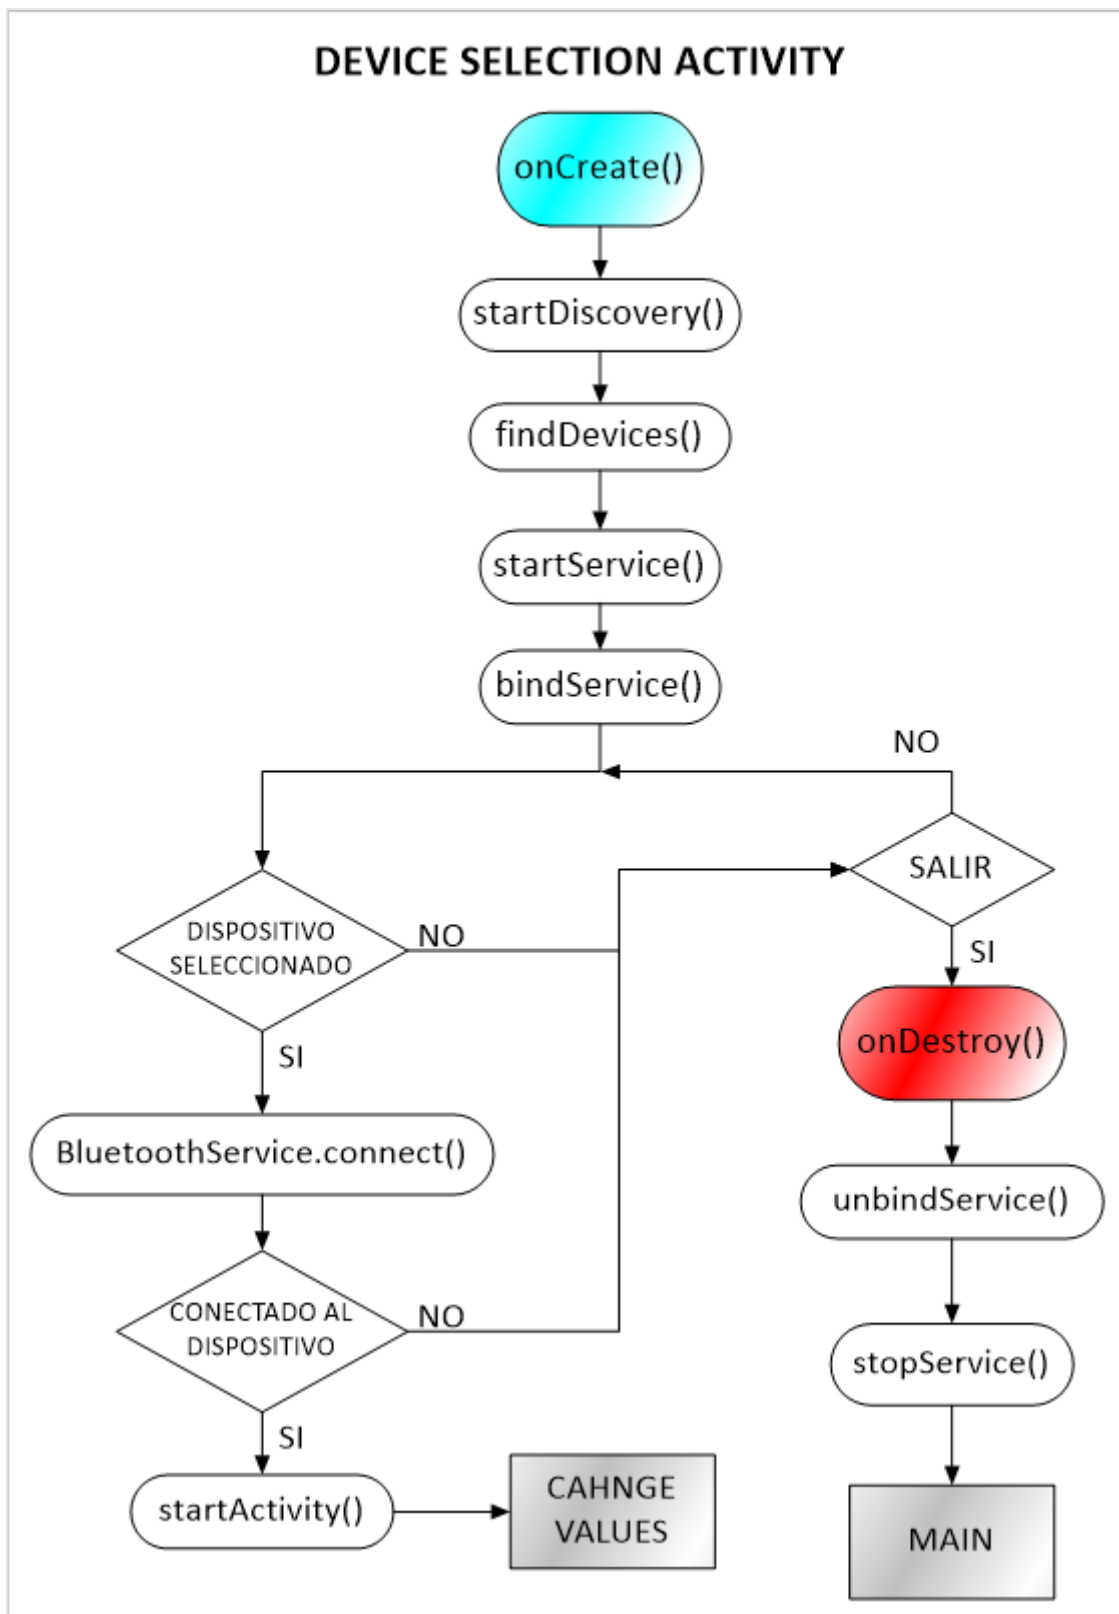 DEVICE SELECTION ACTIVITY
onCreate()
startDiscovery()
findDevices()
startService()
bindService()
NO
SALIR
SI
DISPOSITIVO
SELECCIONADO
NO
SI
onDestroy()
BluetoothService.connect()
unbindService()
CONECTADO AL
DISPOSITIVO
NO
SI
stopService()
startActivity()
CAHNGE
VALUES
MAIN